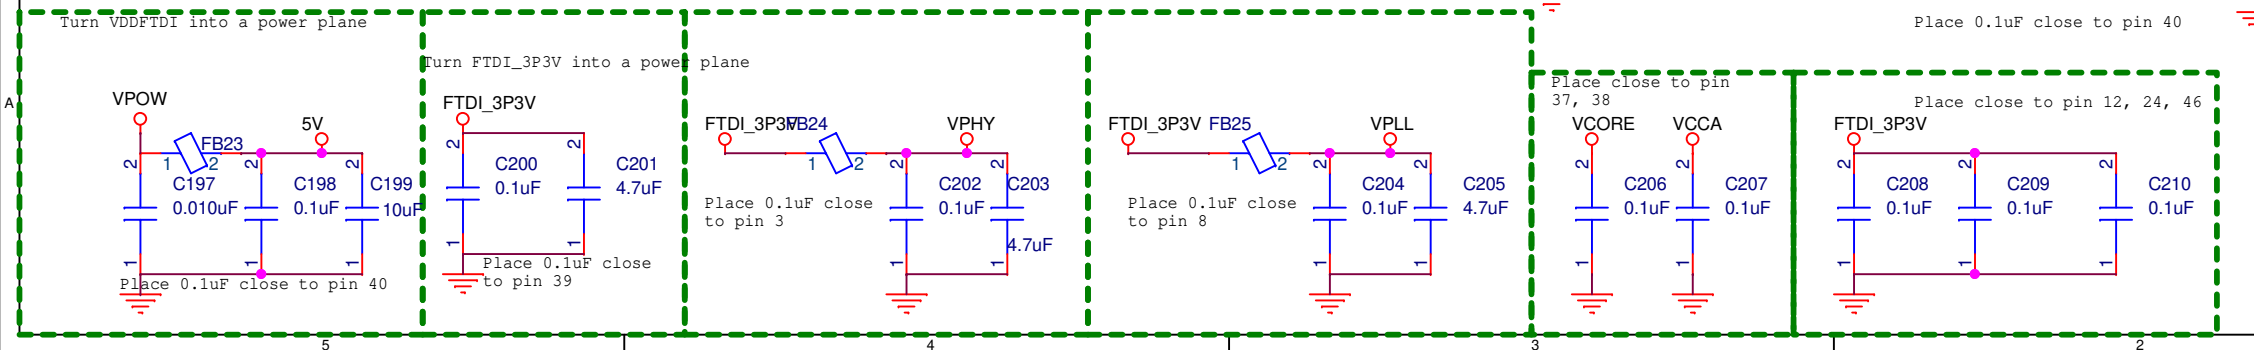 Turn VDDFTDI into a power plane
Place 0.1uF close to pin 40
Turn FTDI_3P3V into a power plane
A
VPOW
5V
FB23
1
2
2
2
2
C197
0.010uF
C198
0.1uF
C199
10uF
1
1
1
Place 0.1uF close to pin 40
FTDI_3P3V
2
2
C200
0.1uF
C201
4.7uF
1
1
Place 0.1uF close
to pin 39
FTDI_3P3V
FB24
VPHY
1
2
2
2
Place 0.1uF close
to pin 3
C202
0.1uF
C203
4.7uF
1
1
FTDI_3P3V
FB25
VPLL
1
2
2
2
Place 0.1uF close
to pin 8
C204
0.1uF
C205
4.7uF
1
1
Place close to pin
37, 38
VCORE
VCCA
2
2
C206
0.1uF
C207
0.1uF
1
1
Place close to pin 12, 24, 46
FTDI_3P3V
2
2
2
C208
0.1uF
C209
0.1uF
C210
0.1uF
1
1
1
5
4
3
2